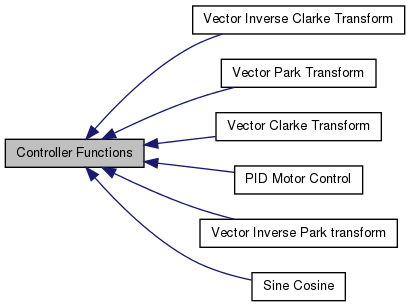 Vector Inverse Clarke Transform
Vector Park Transform
Vector Clarke Transform
Controller Functions
PID Motor Control
Vector Inverse Park transform
Sine Cosine